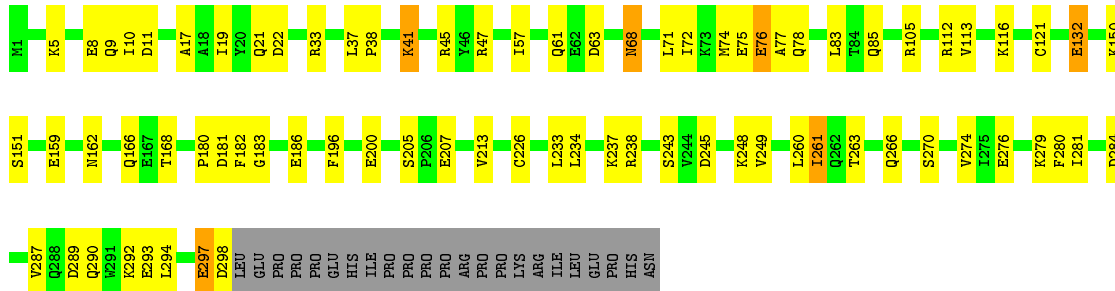 M1 K5 E8 Q9 I10 D11 A17 A18 I19 Y20 Q21 D22 R33 L37 P38 K41 R45 Y46 R47 I57 Q61 E62 D63 N68 L71 I72 K73 M74 E75 E76 A77 Q78 L83 T84 Q85 R105 R112 V113 K116 C121 E132 K150
S151 E159 N162 Q166 E167 T168 P180 D181 F182 G183 E186 F196 E200 S205 P206 E207 V213 C226 L233 L234 K237 R238 S243 V244 D245 K248 V249 L260 I261 Q262 T263 Q266 S270 V274 I275 E276 K279 F280 I281
V287 Q288 D289 Q290 W291 K292 E293 L294 E297 D298 LEU GLU PRO PRO PRO GLU HIS ILE PRO PRO PRO PRO ARG PRO PRO LYS ARG ILE LEU GLU PRO HIS ASN